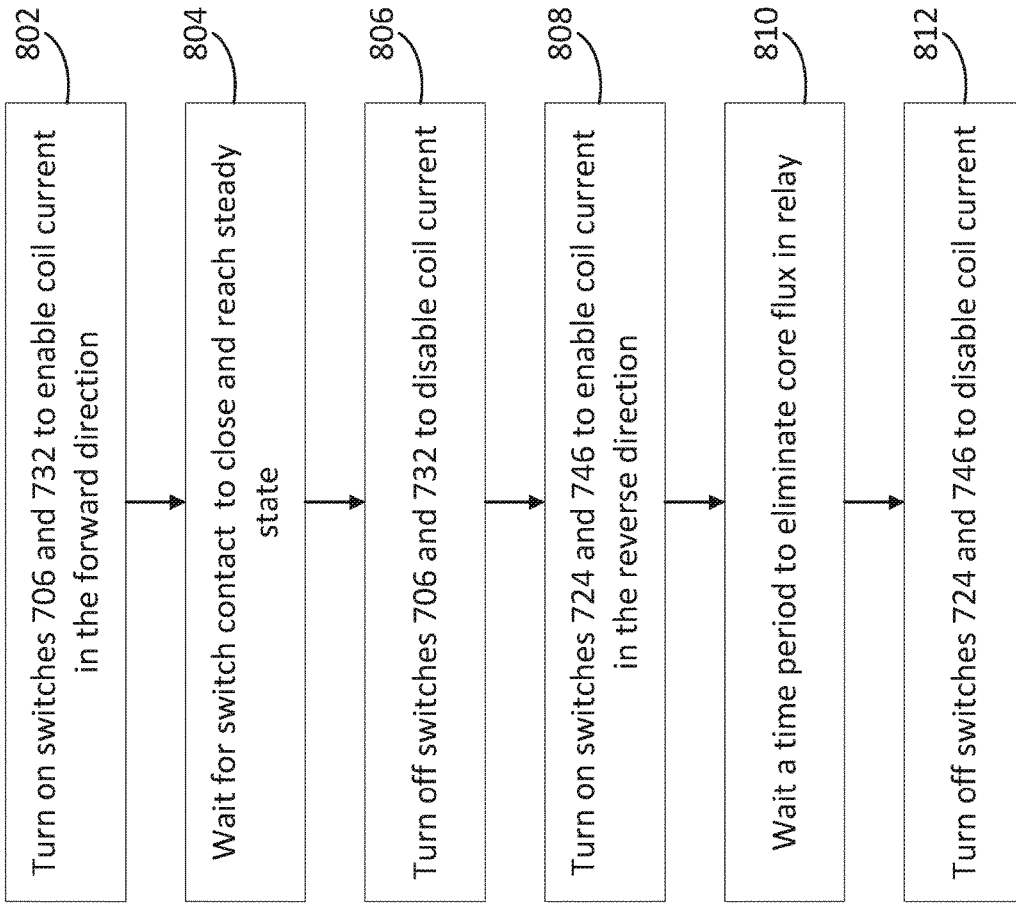 802
Turn on switches 706 and 732 to enable coil current
in the forward direction
804
Wait for switch contact to close and reach steady
state
806
Turn off switches 706 and 732 to disable coil current
808
Turn on switches 724 and 746 to enable coil current
in the reverse direction
810
Wait a time period to eliminate core flux in relay
812
Turn off switches 724 and 746 to disable coil current